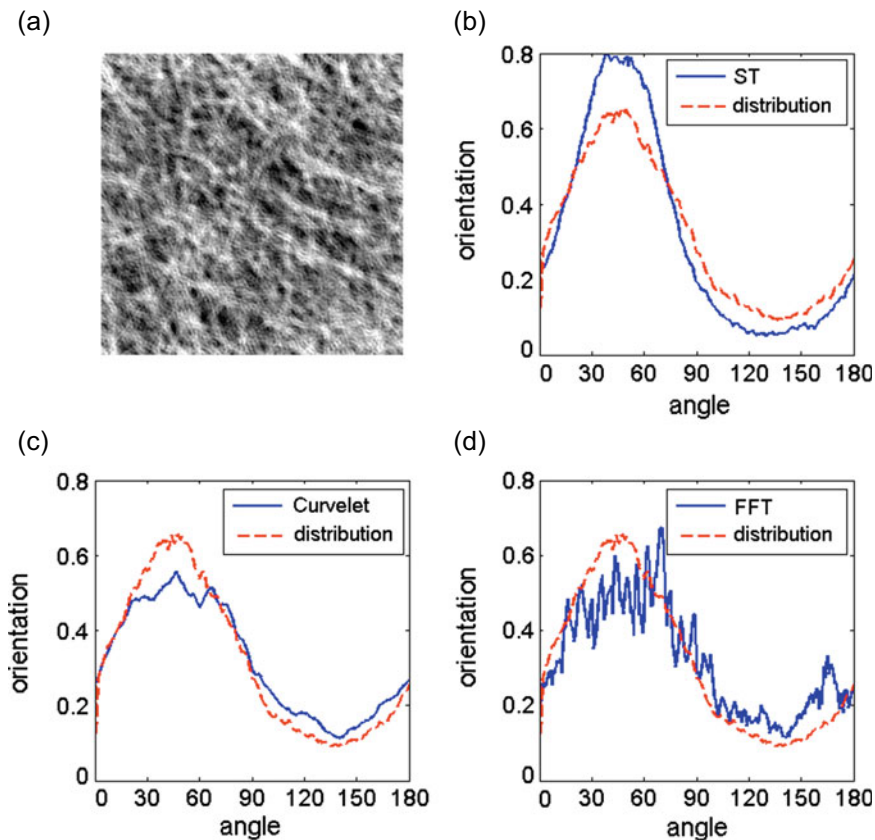 (a)
(b)
0.8
0.6
0.4
0.2
0
orientation
ST
distribution
0 30 60 90 120 150 180
angle
(c)
0.8
0.6
0.4
0.2
0
orientation
Curvelet
distribution
0 30 60 90 120 150 180
angle
(d)
0.8
0.6
0.4
0.2
0
orientation
FFT
distribution
0 30 60 90 120 150 180
angle